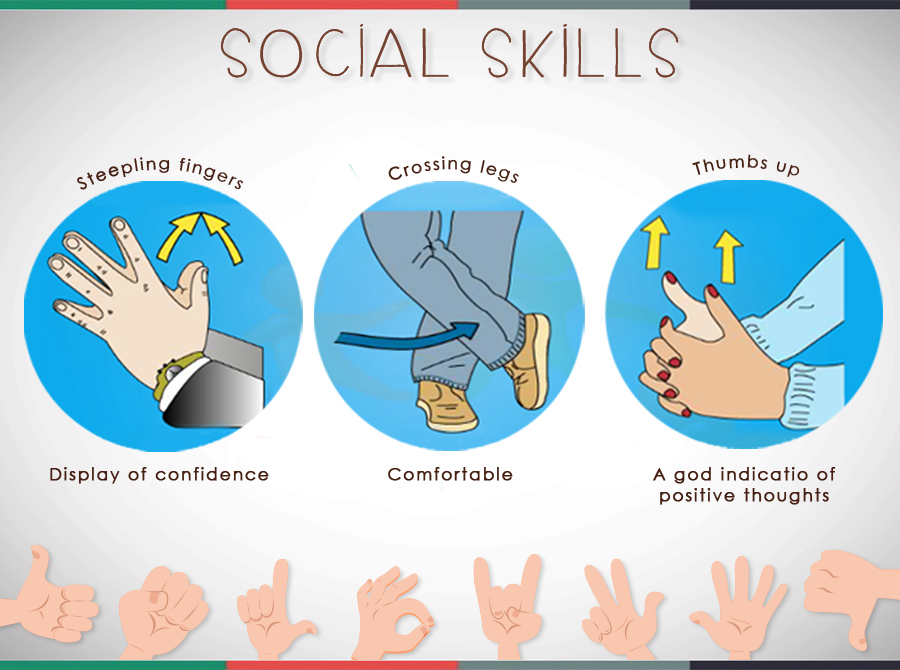 SOCIAL SKILLS
Steepling fingers
Crossing legs
Thumbs up
Display of confidence
Comfortable
A god indicatio of
positive thoughts